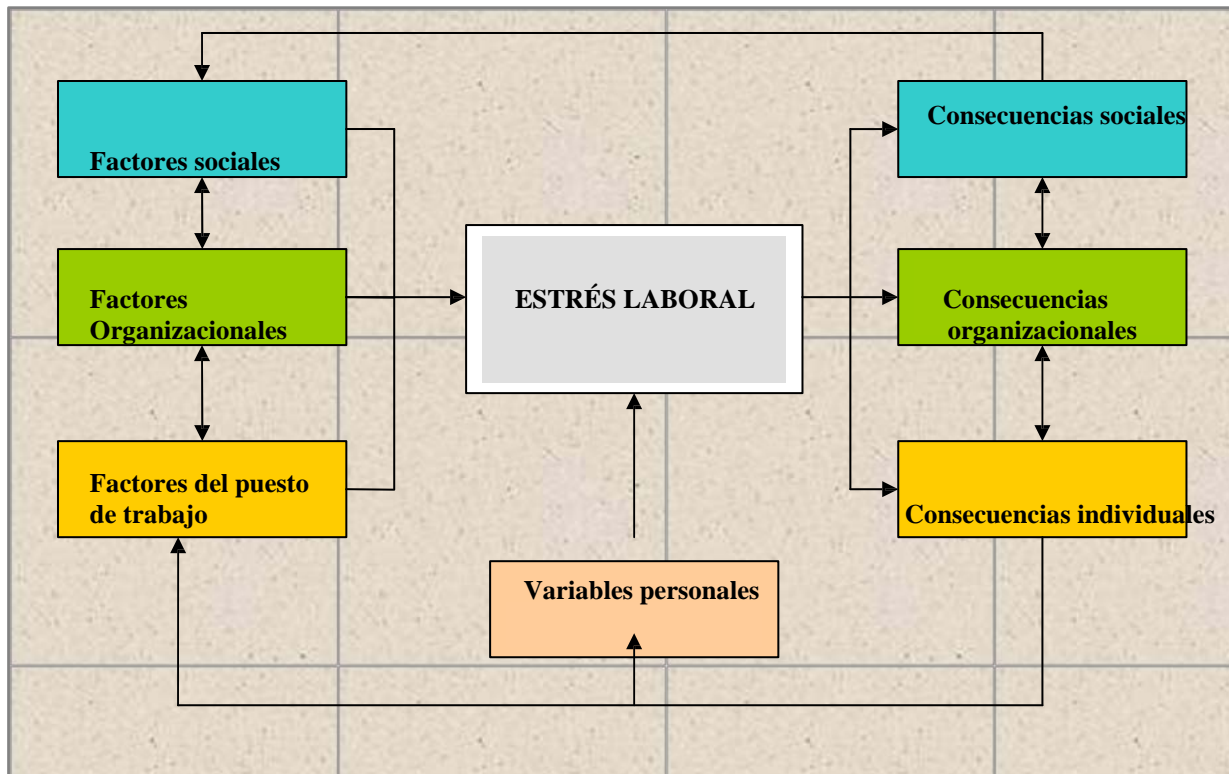 Factores sociales
Consecuencias sociales
Factores
Organizacionales
ESTRÉS LABORAL
Consecuencias
organizacionales
Factores del puesto
de trabajo
Consecuencias individuales
Variables personales